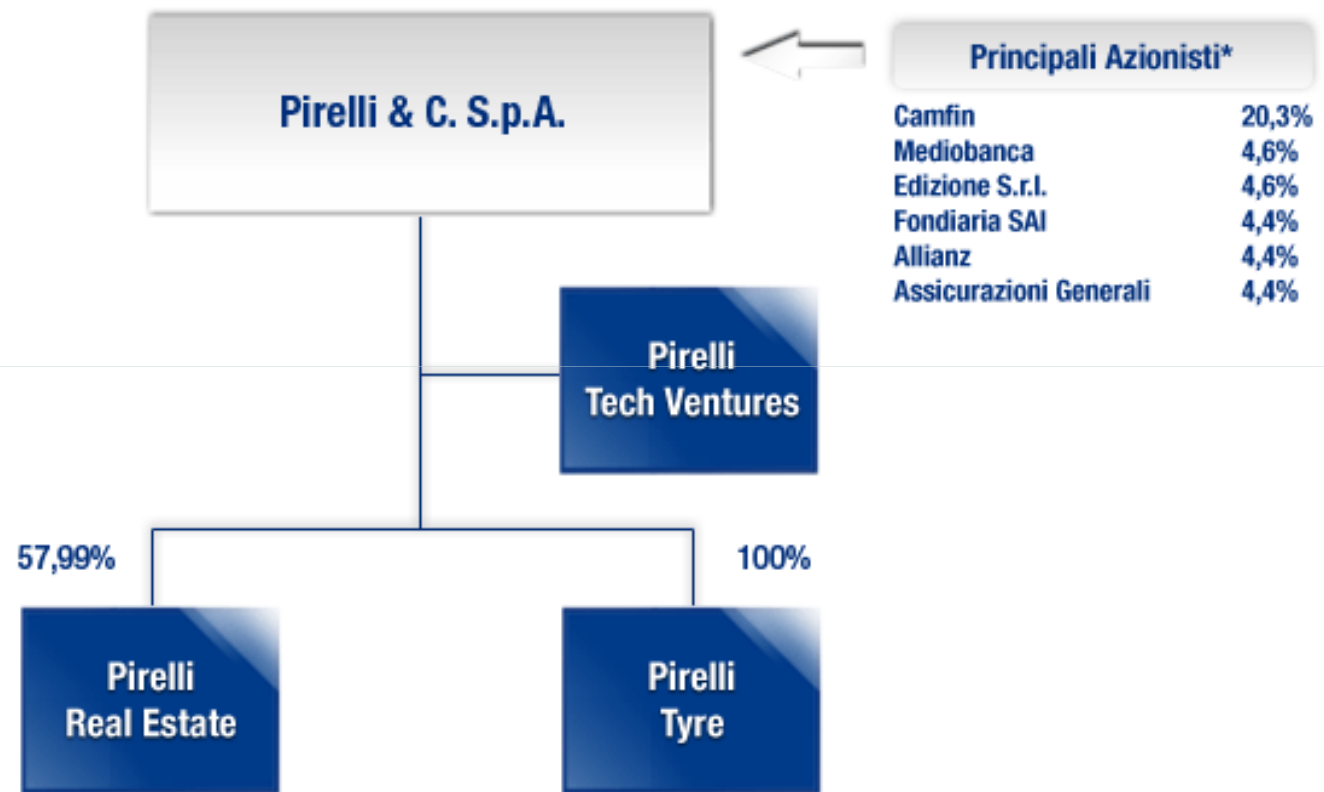 Pirelli & C. S.p.A.
Principali Azionisti*
Camfin 20,3%
Mediobanca 4,6%
Edizione S.r.l. 4,6%
Fondiaria SAI 4,4%
Allianz 4,4%
Assicurazioni Generali 4,4%
Pirelli
Tech Ventures
57,99%
100%
Pirelli
Real Estate
Pirelli
Tyre